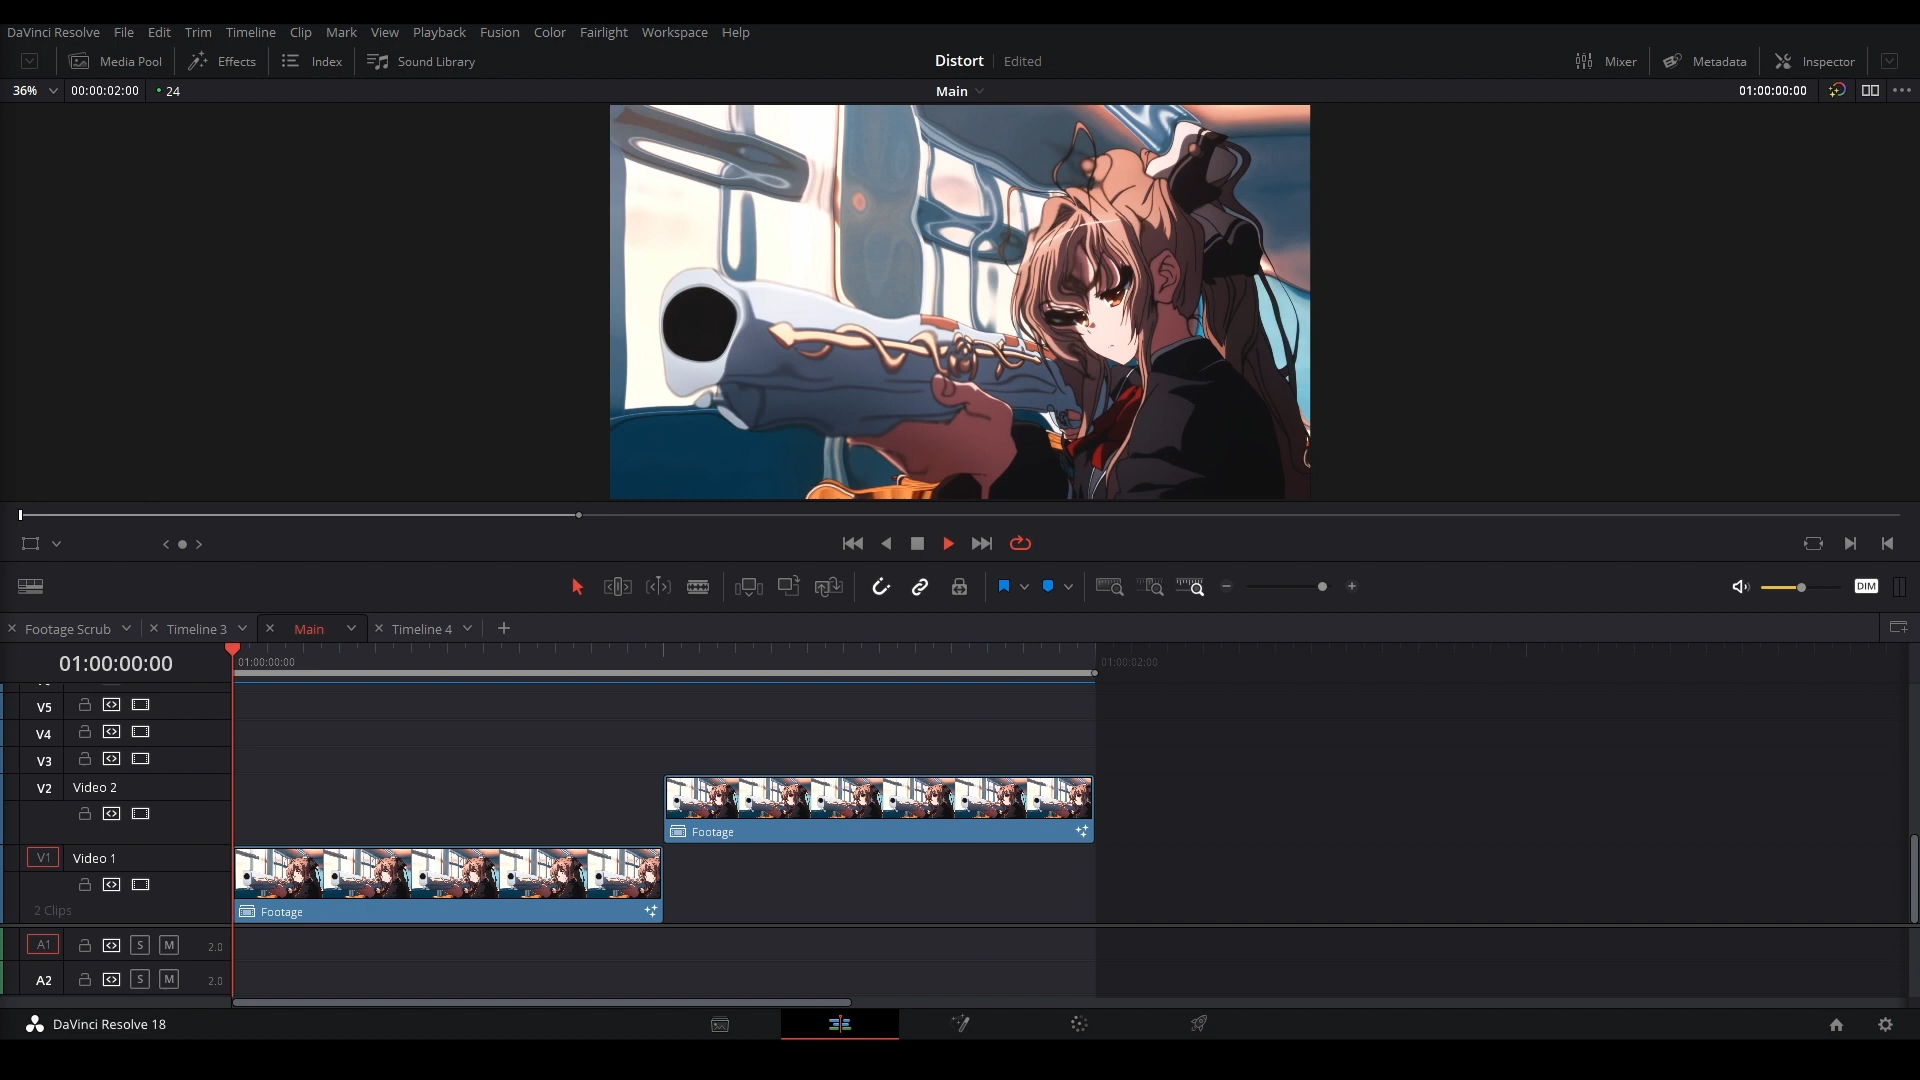 DaVinci Resolve File Edit Trim Timeline Clip Mark View Playback Fusion Color Fairlight Workspace Help
Media Pool Effects Index Sound Library Distort Edited Mixer Metadata Inspector
36% 00:00:02:00 24 Main 01:00:00:00
DIM
Footage Scrub Timeline 3 Main Timeline 4
01:00:00:00 01:00:00:00 01:00:02:00
V5
V4
V3
V2 Video 2
Footage
V1 Video 1
2 Clips
Footage
A1 S M 2.0
A2 S M 2.0
DaVinci Resolve 18